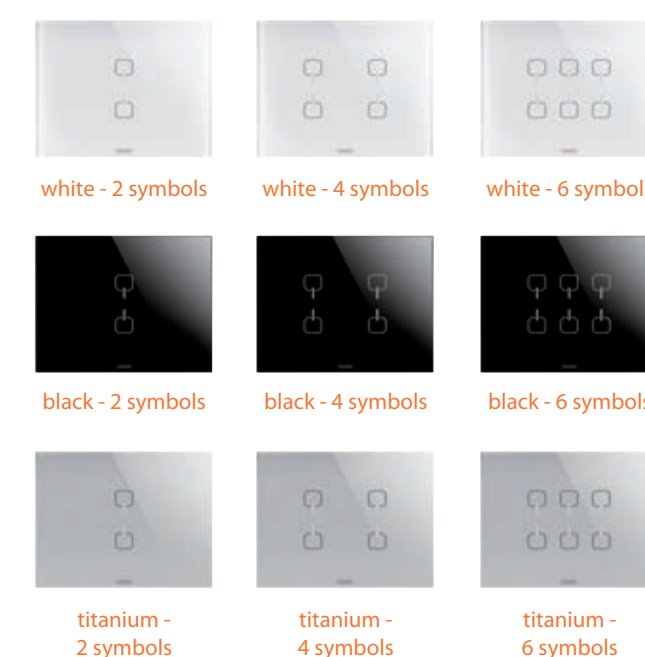 white - 2 symbols
white - 4 symbols
white - 6 symbol
black - 2 symbols
black - 4 symbols
black - 6 symbols
titanium -
2 symbols
titanium -
4 symbols
titanium -
6 symbols